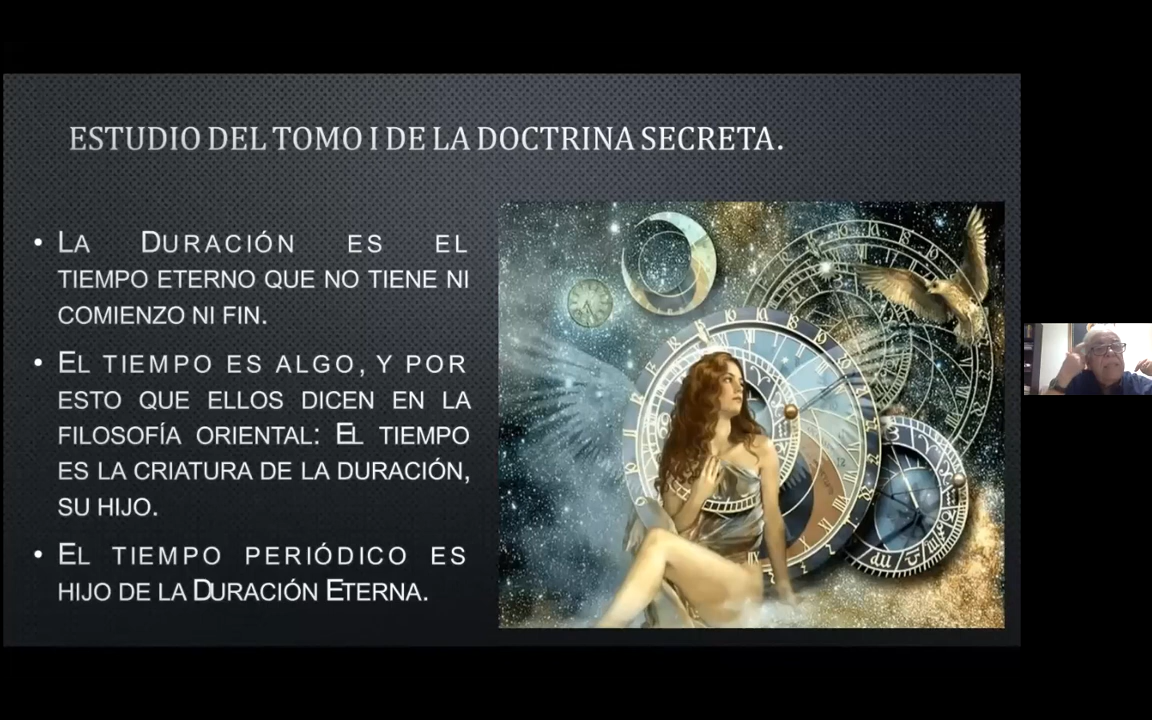 ESTUDIO DEL TOMO I DE LA DOCTRINA SECRETA.
• LA DURACIÓN ES EL
TIEMPO ETERNO QUE NO TIENE NI
COMIENZO NI FIN.
• EL TIEMPO ES ALGO, Y POR
ESTO QUE ELLOS DICEN EN LA
FILOSOFÍA ORIENTAL: EL TIEMPO
ES LA CRIATURA DE LA DURACIÓN,
SU HIJO.
• EL TIEMPO PERIÓDICO ES
HIJO DE LA DURACIÓN ETERNA.